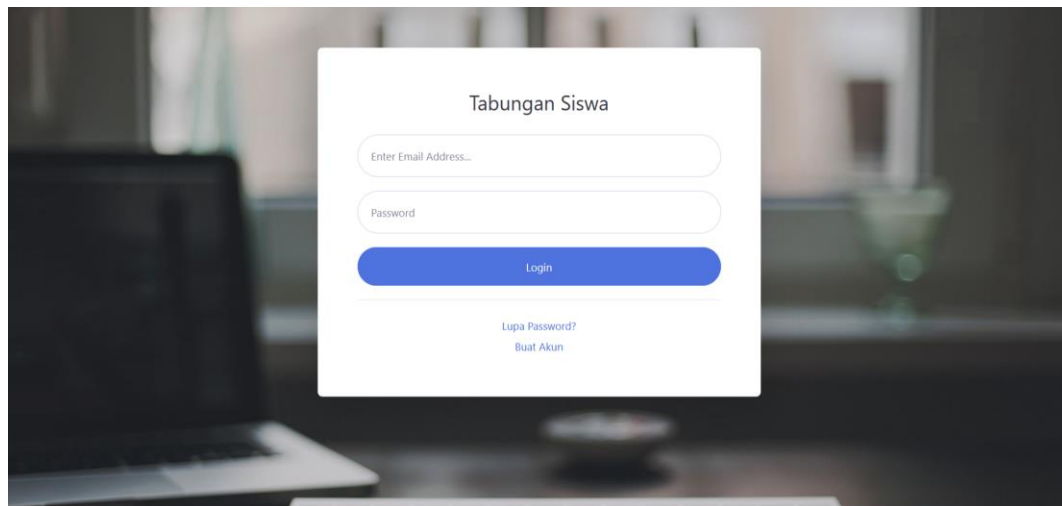 Tabungan Siswa
Enter Email Address...
Password
Login
Lupa Password?
Buat Akun